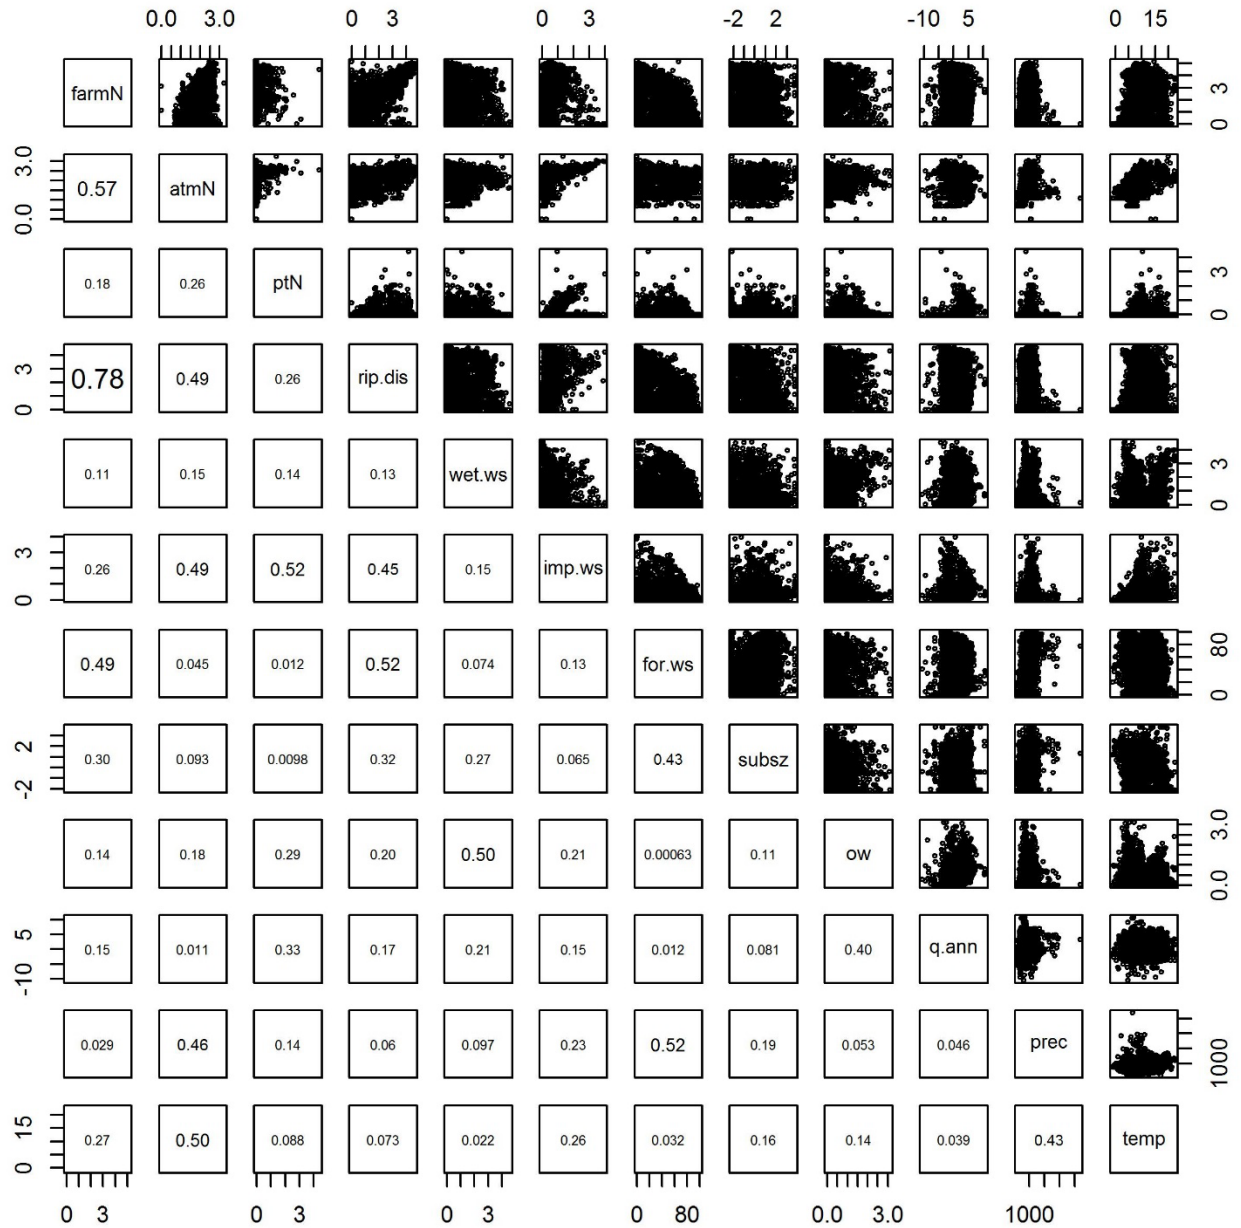 0.0 3.0 0 3 0 3 -2 2 -10 5 0 15
farmN 3 0
3.0 0.0 0.57 atmN
0.18 0.26 ptN 3 0
3 0 0.78 0.49 0.26 rip.dis
0.11 0.15 0.14 0.13 wet.ws 3 0
3 0 0.26 0.49 0.52 0.45 0.15 imp.ws
0.49 0.045 0.012 0.52 0.074 0.13 for.ws 80 0
2 -2 0.30 0.093 0.0098 0.32 0.27 0.065 0.43 subsz
0.14 0.18 0.29 0.20 0.50 0.21 0.00063 0.11 ow 3.0 0.0
5 -10 0.15 0.011 0.33 0.17 0.21 0.15 0.012 0.081 0.40 q.ann
0.029 0.46 0.14 0.06 0.097 0.23 0.52 0.19 0.053 0.046 prec 1000
15 0 0.27 0.50 0.088 0.073 0.022 0.26 0.032 0.16 0.14 0.039 0.43 temp
0 3 0 3 0 3 0 80 0.0 3.0 1000